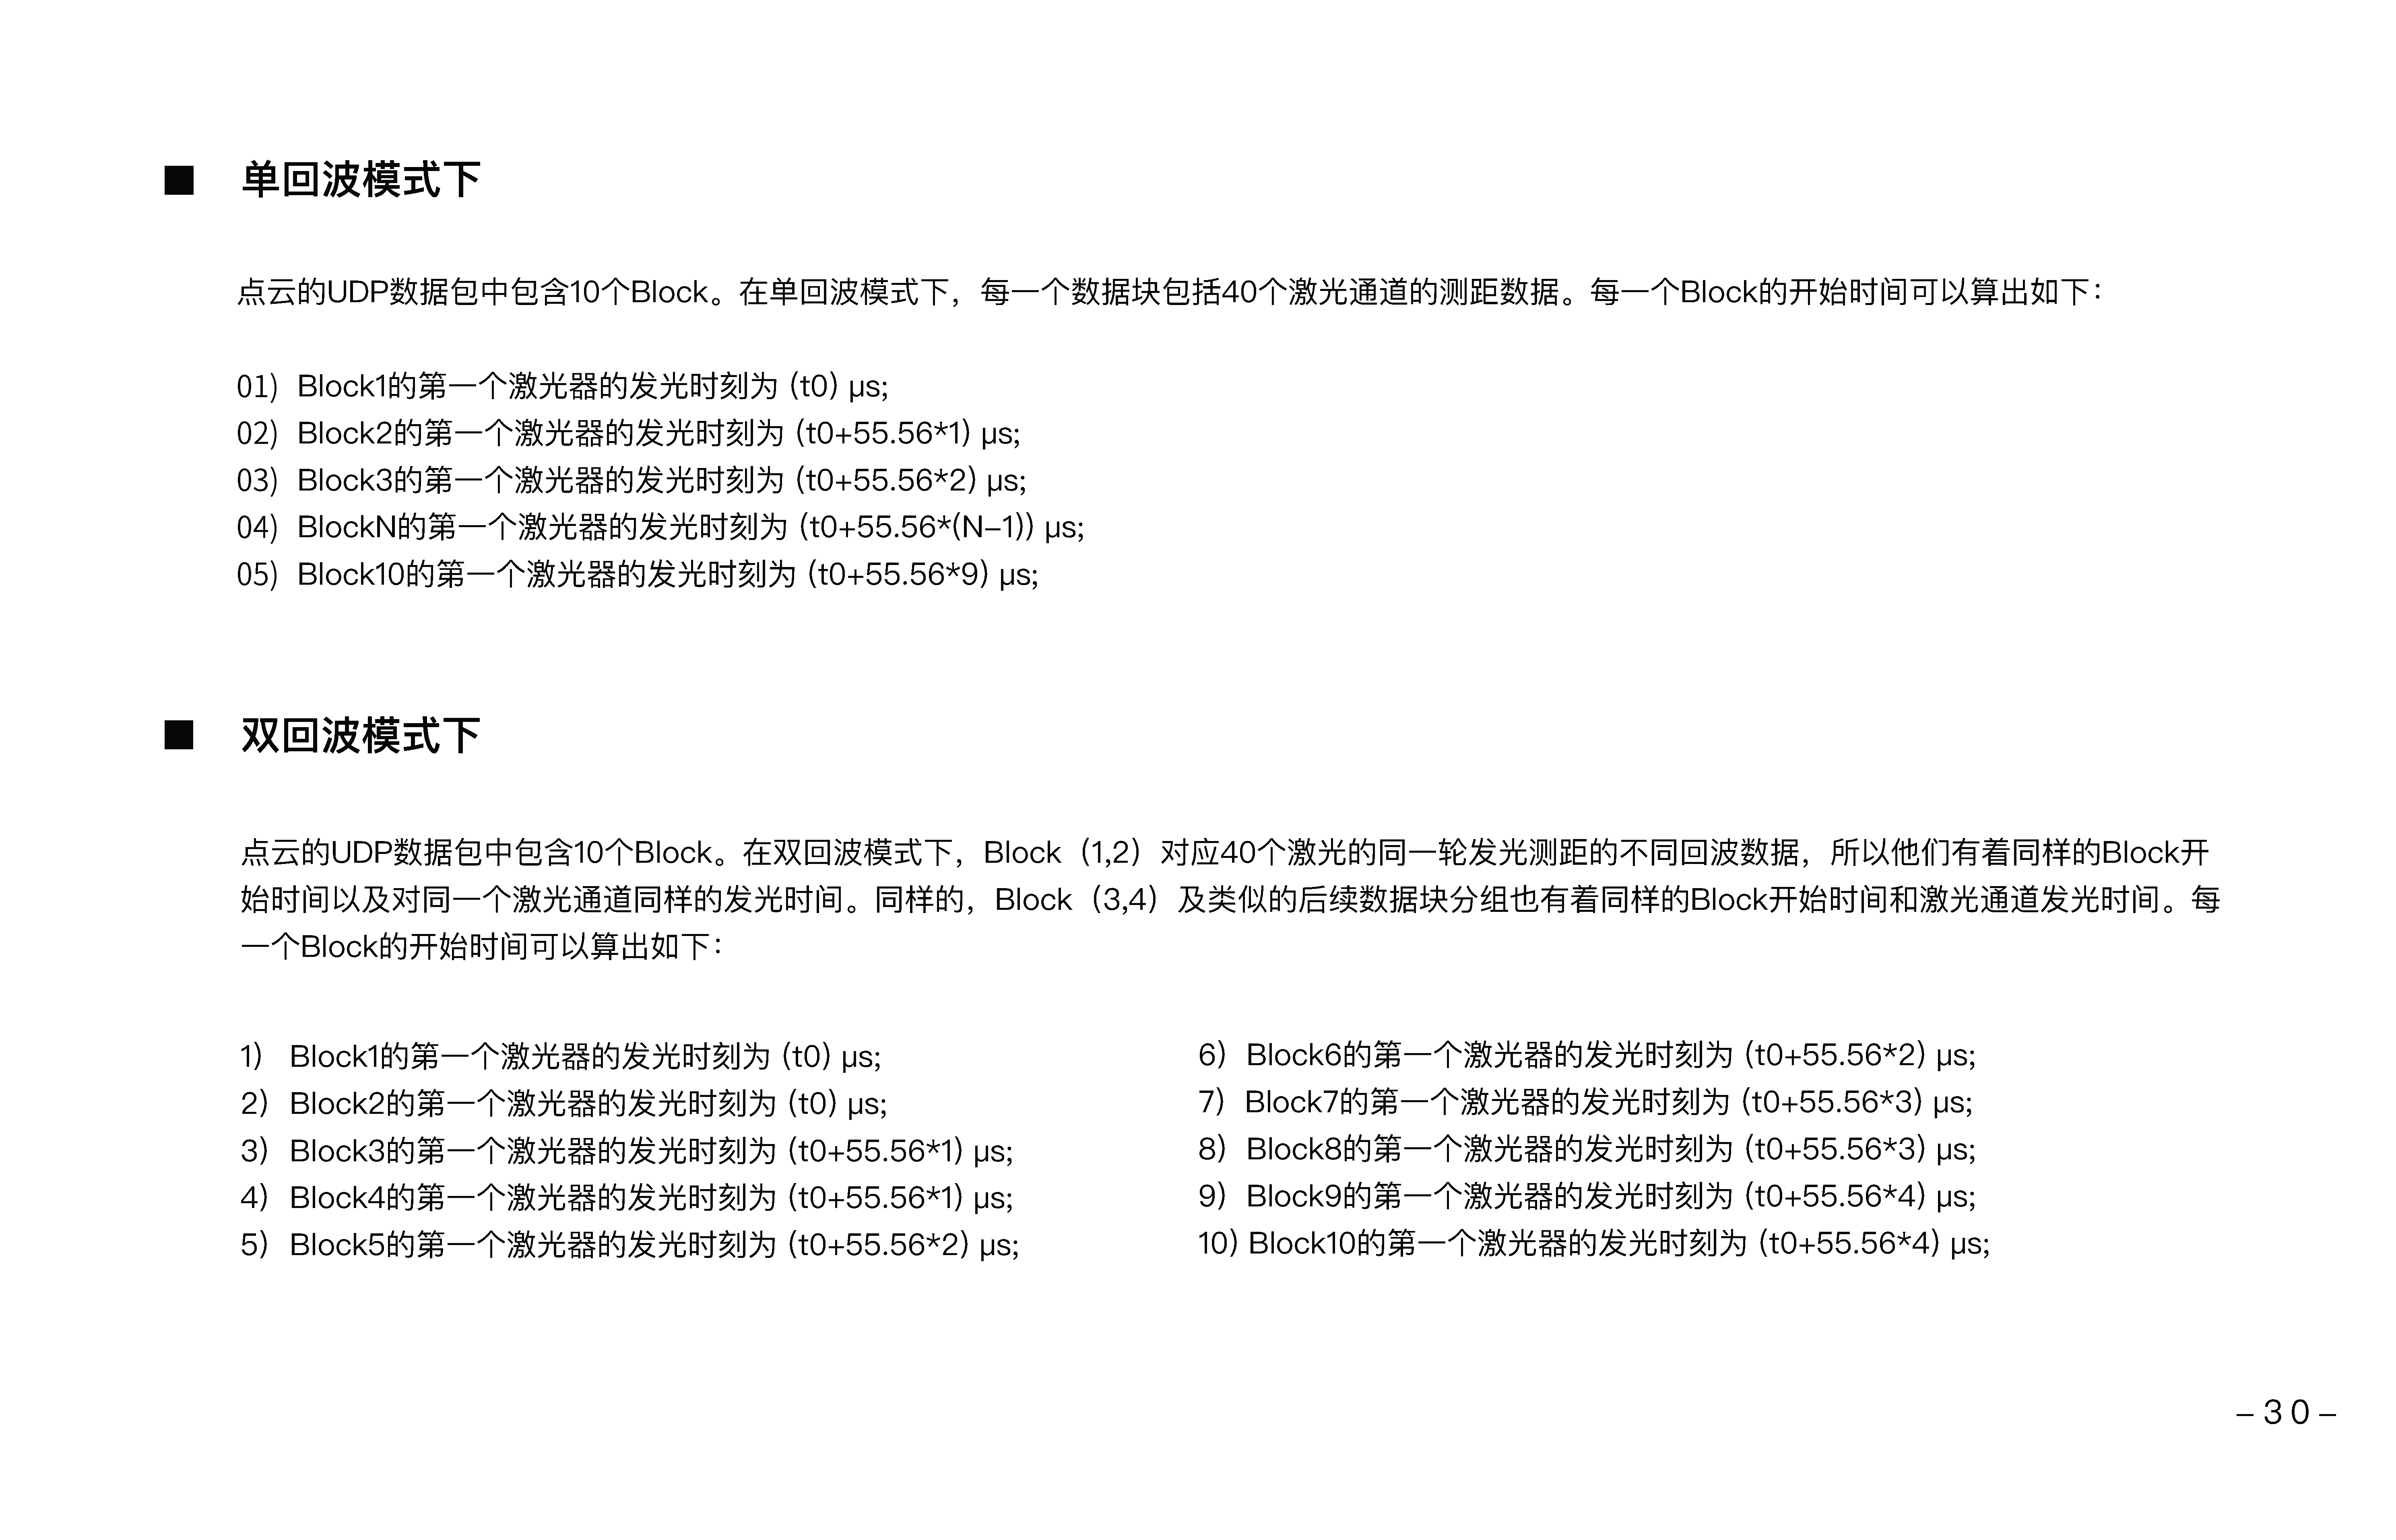 ■ 单回波模式下
点云的UDP数据包中包含10个Block。在单回波模式下，每一个数据块包括40个激光通道的测距数据。每一个Block的开始时间可以算出如下：
01) Block1的第一个激光器的发光时刻为 (t0) μs;
02) Block2的第一个激光器的发光时刻为 (t0+55.56*1) μs;
03) Block3的第一个激光器的发光时刻为 (t0+55.56*2) μs;
04) BlockN的第一个激光器的发光时刻为 (t0+55.56*(N–1)) μs;
05) Block10的第一个激光器的发光时刻为 (t0+55.56*9) μs;
■ 双回波模式下
点云的UDP数据包中包含10个Block。在双回波模式下，Block（1,2）对应40个激光的同一轮发光测距的不同回波数据，所以他们有着同样的Block开
始时间以及对同一个激光通道同样的发光时间。同样的，Block（3,4）及类似的后续数据块分组也有着同样的Block开始时间和激光通道发光时间。每
一个Block的开始时间可以算出如下：
1) Block1的第一个激光器的发光时刻为 (t0) μs;
2) Block2的第一个激光器的发光时刻为 (t0) μs;
3) Block3的第一个激光器的发光时刻为 (t0+55.56*1) μs;
4) Block4的第一个激光器的发光时刻为 (t0+55.56*1) μs;
5) Block5的第一个激光器的发光时刻为 (t0+55.56*2) μs;
6) Block6的第一个激光器的发光时刻为 (t0+55.56*2) μs;
7) Block7的第一个激光器的发光时刻为 (t0+55.56*3) μs;
8) Block8的第一个激光器的发光时刻为 (t0+55.56*3) μs;
9) Block9的第一个激光器的发光时刻为 (t0+55.56*4) μs;
10) Block10的第一个激光器的发光时刻为 (t0+55.56*4) μs;
– 3 0 –